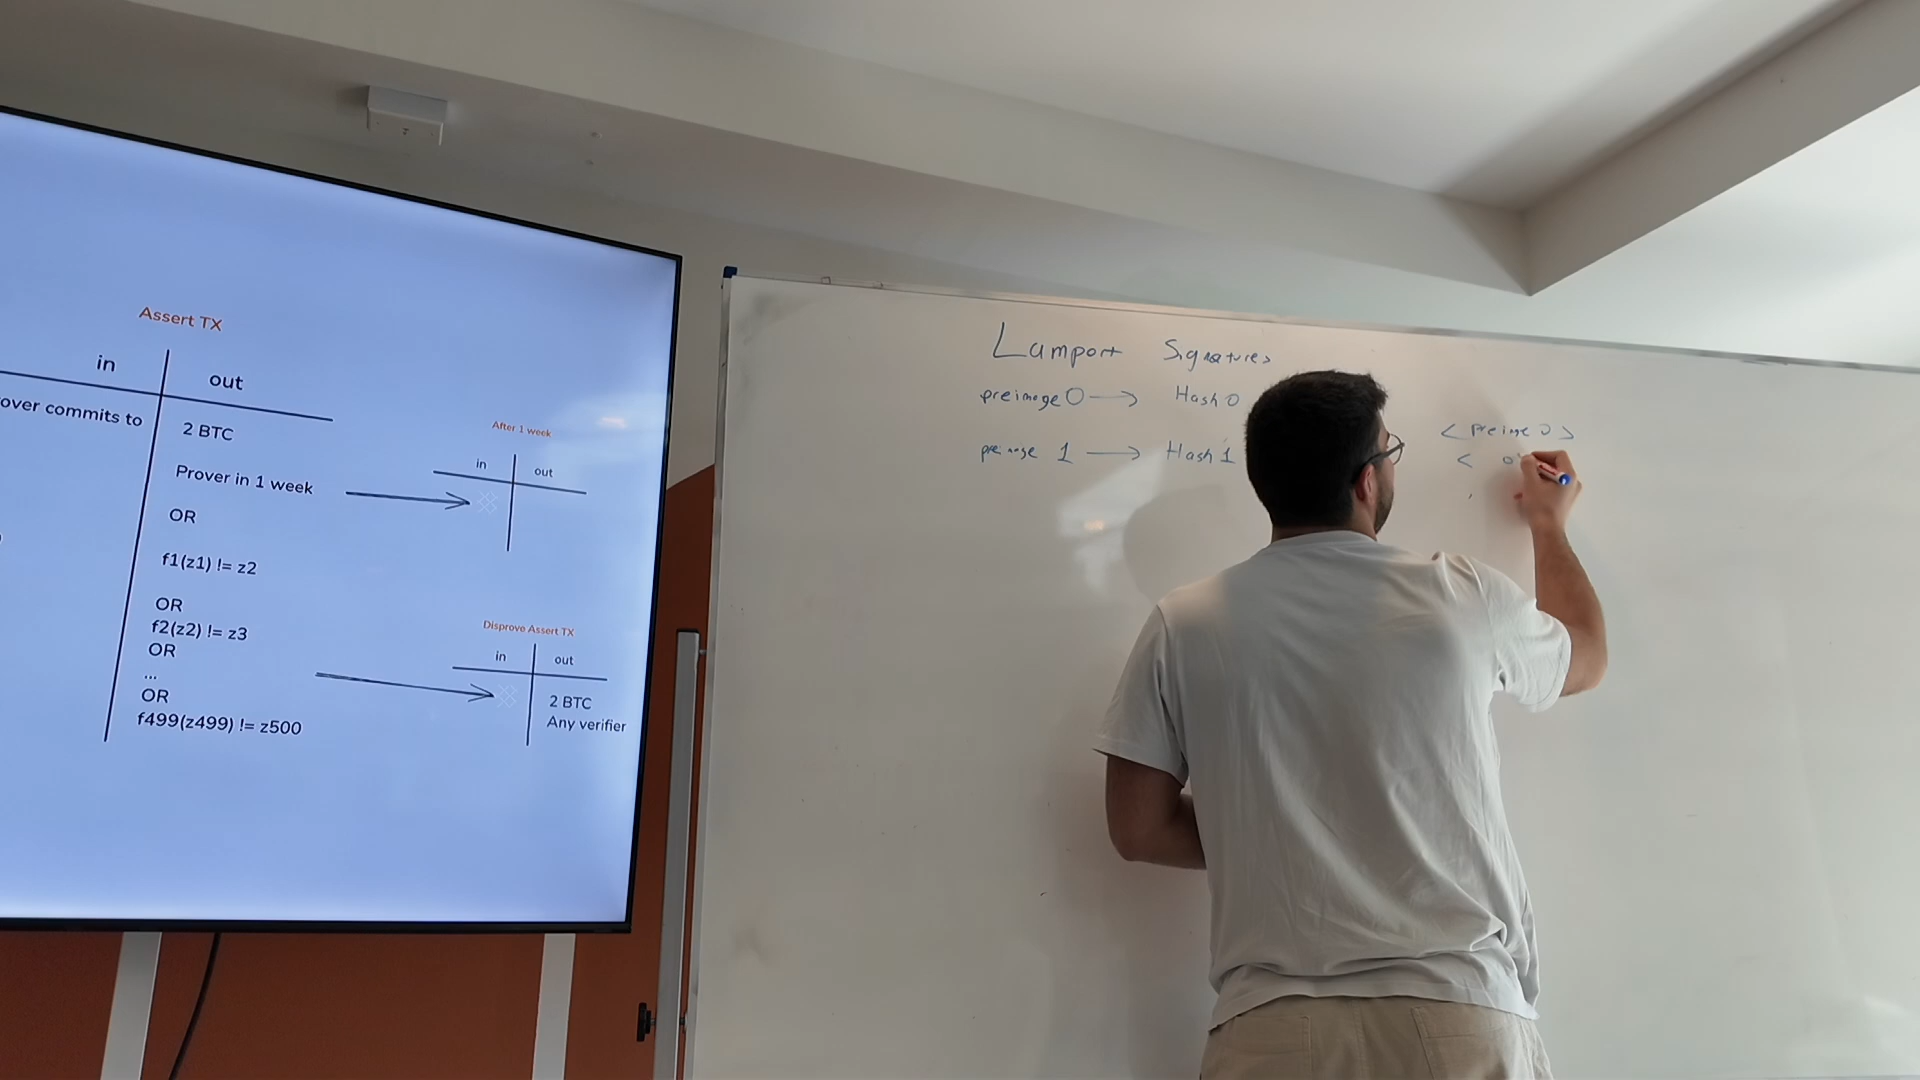 Assert TX
in out
over commits to
2 BTC
Prover in 1 week
OR
f1(z1) != z2
OR
f2(z2) != z3
OR
...
OR
f499(z499) != z500
After 1 week
in out
Disprove Assert TX
in out
2 BTC
Any verifier
Lamport Signatures
preimage 0 → Hash 0
preimage 1 → Hash 1
< preimge 0 >
<